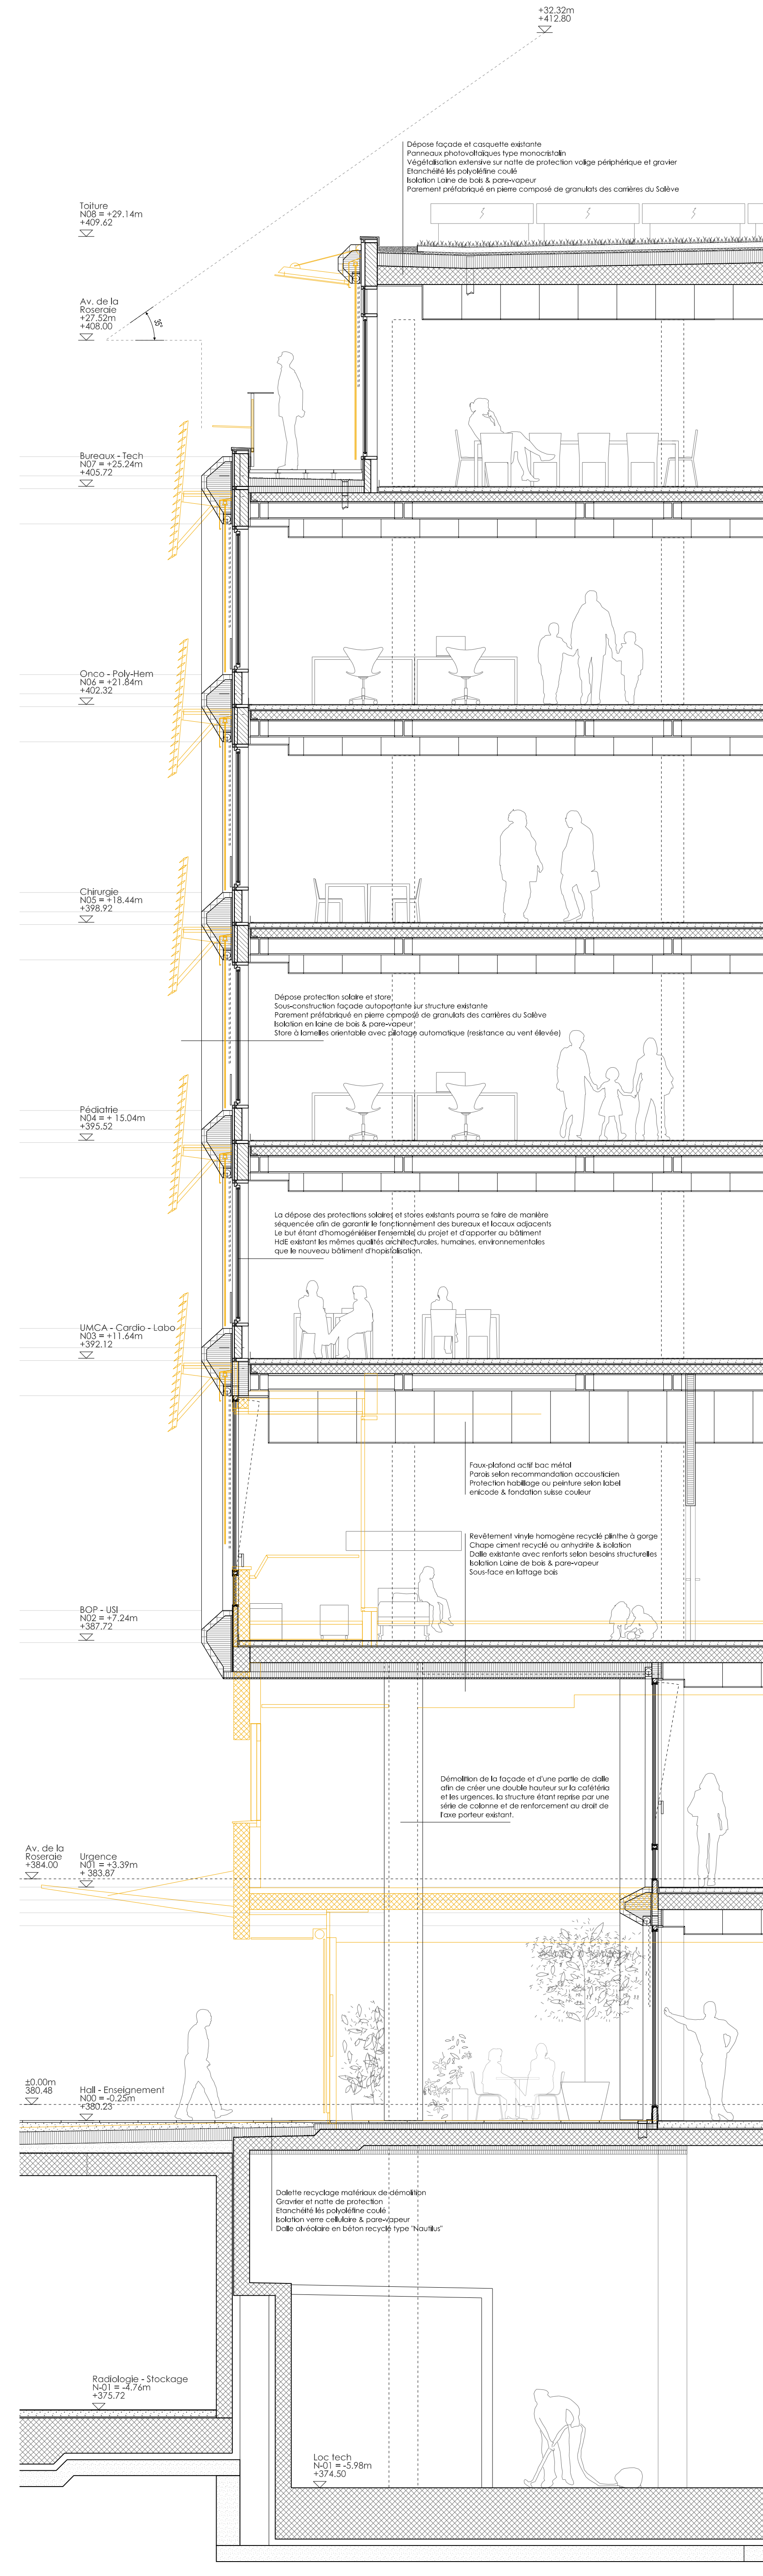 +32.32m
+412.80
Dépose façade et casquette existante
Panneaux photovoltaïques type monocristalin
Végétalisation extensive sur natte de protection volige périphérique et gravier
Etanchéité lés polyoléfine coulé
Isolation Laine de bois & pare-vapeur
Parement préfabriqué en pierre composé de granulats des carrières du Salève
Toiture
N08 = +29.14m
+409.62
Av. de la
Roseraie
+27.52m
+408.00
35°
Bureaux - Tech
N07 = +25.24m
+405.72
Onco - Poly-Hem
N06 = +21.84m
+402.32
Chirurgie
N05 = +18.44m
+398.92
Dépose protection solaire et store
Sous-construction façade autoportante sur structure existante
Parement préfabriqué en pierre composé de granulats des carrières du Salève
Isolation en laine de bois & pare-vapeur
Store à lamelles orientable avec pilotage automatique (resistance au vent élevée)
Pédiatrie
N04 = + 15.04m
+395.52
La dépose des protections solaires et stores existants pourra se faire de manière
séquencée afin de garantir le fonctionnement des bureaux et locaux adjacents
Le but étant d'homogénéiser l'ensemble du projet et d'apporter au bâtiment
HdE existant les mêmes qualités architecturales, humaines, environnementales
que le nouveau bâtiment d'hopistalisation.
UMCA - Cardio - Labo
N03 = +11.64m
+392.12
Faux-plafond actif bac métal
Parois selon recommandation accousticien
Protection habillage ou peinture selon label
enicode & fondation suisse couleur
Revêtement vinyle homogène recyclé plinthe à gorge
Chape ciment recyclé ou anhydrite & isolation
Dalle existante avec renforts selon besoins structurelles
Isolation Laine de bois & pare-vapeur
Sous-face en lattage bois
BOP - USI
N02 = +7.24m
+387.72
Démolition de la façade et d'une partie de dalle
afin de créer une double hauteur sur la cafétéria
et les urgences. la structure étant reprise par une
série de colonne et de renforcement au droit de
l'axe porteur existant.
Av. de la
Roseraie
+384.00
Urgence
N01 = +3.39m
+ 383.87
±0.00m
380.48
Hall - Enseignement
N00 = -0.25m
+380.23
Dallette recyclage matériaux de démolition
Gravrier et natte de protection
Etanchéité lés polyoléfine coulé
Isolation verre cellulaire & pare-vapeur
Dalle alvéolaire en béton recyclé type "Nautilus"
Radiologie - Stockage
N-01 = -4.76m
+375.72
Loc tech
N-01 = -5.98m
+374.50